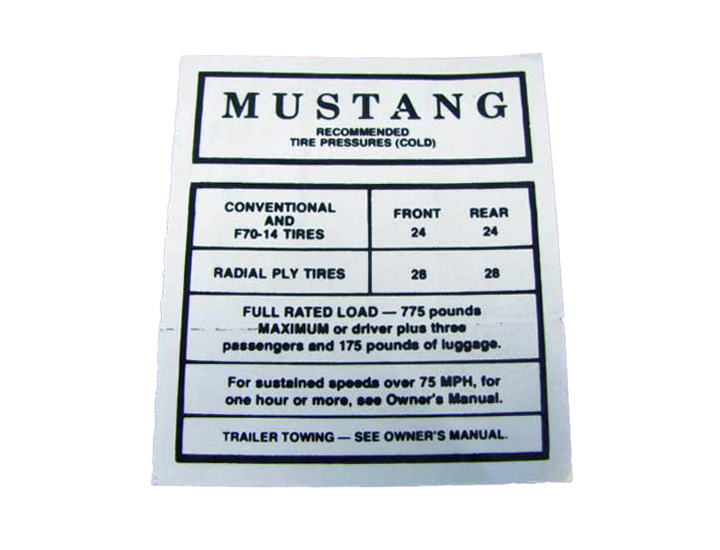 MUSTANG
RECOMMENDED
TIRE PRESSURES (COLD)
CONVENTIONAL
AND
F70-14 TIRES
FRONT REAR
24 24
RADIAL PLY TIRES 28 28
FULL RATED LOAD — 775 pounds
MAXIMUM or driver plus three
passengers and 175 pounds of luggage.
For sustained speeds over 75 MPH, for
one hour or more, see Owner's Manual.
TRAILER TOWING — SEE OWNER'S MANUAL.